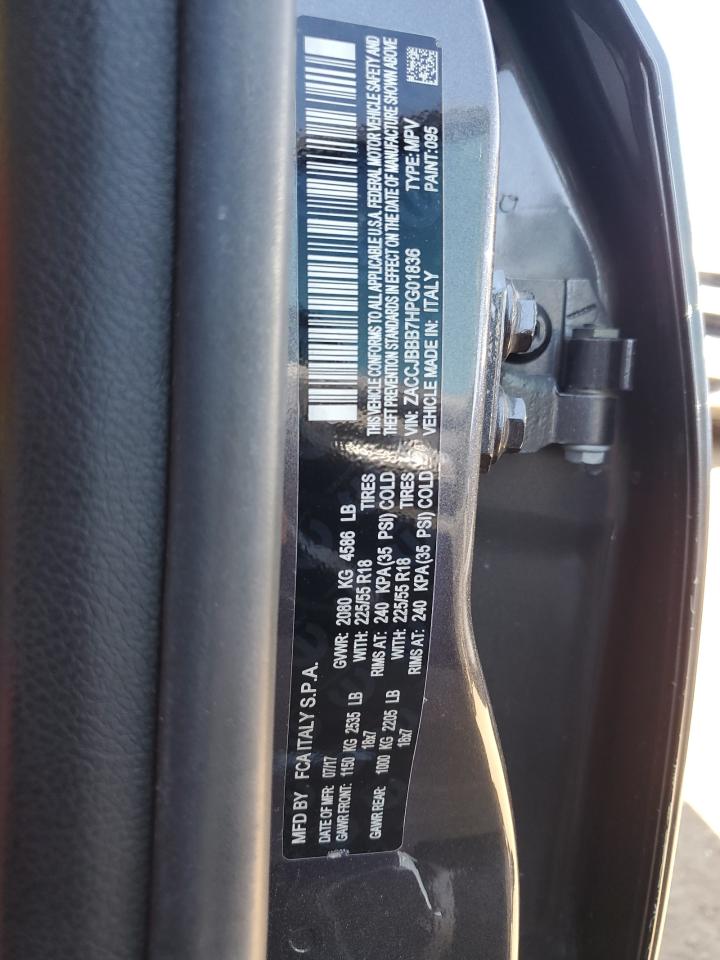 MFD BY FCA ITALY S.P.A.
DATE OF MFR: 07/17 GVWR: 2080 KG 4586 LB
GAWR FRONT: 1150 KG 2535 LB WITH: 225/55 R18 TIRES
18x7 RIMS AT: 240 KPA (35 PSI) COLD
GAWR REAR: 1000 KG 2205 LB WITH: 225/55 R18 TIRES
18x7 RIMS AT: 240 KPA (35 PSI) COLD
THIS VEHICLE CONFORMS TO ALL APPLICABLE U.S.A. FEDERAL MOTOR VEHICLE SAFETY AND
THEFT PREVENTION STANDARDS IN EFFECT ON THE DATE OF MANUFACTURE SHOWN ABOVE
VIN: ZACCJBBB7HPG01836 TYPE: MPV
VEHICLE MADE IN: ITALY PAINT: 095